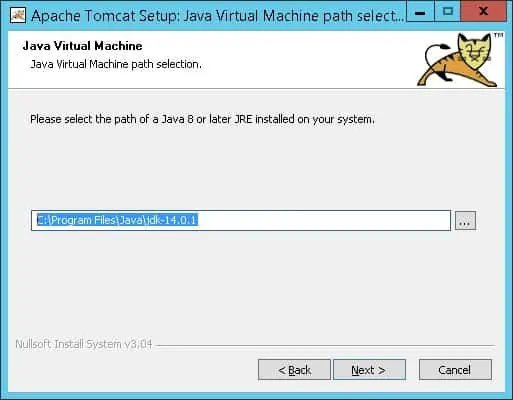 Apache Tomcat Setup: Java Virtual Machine path select...
Java Virtual Machine
Java Virtual Machine path selection.
TM
Please select the path of a Java 8 or later JRE installed on your system.
C:\Program Files\Java\jdk-14.0.1
...
Nullsoft Install System v3.04
< Back
Next >
Cancel